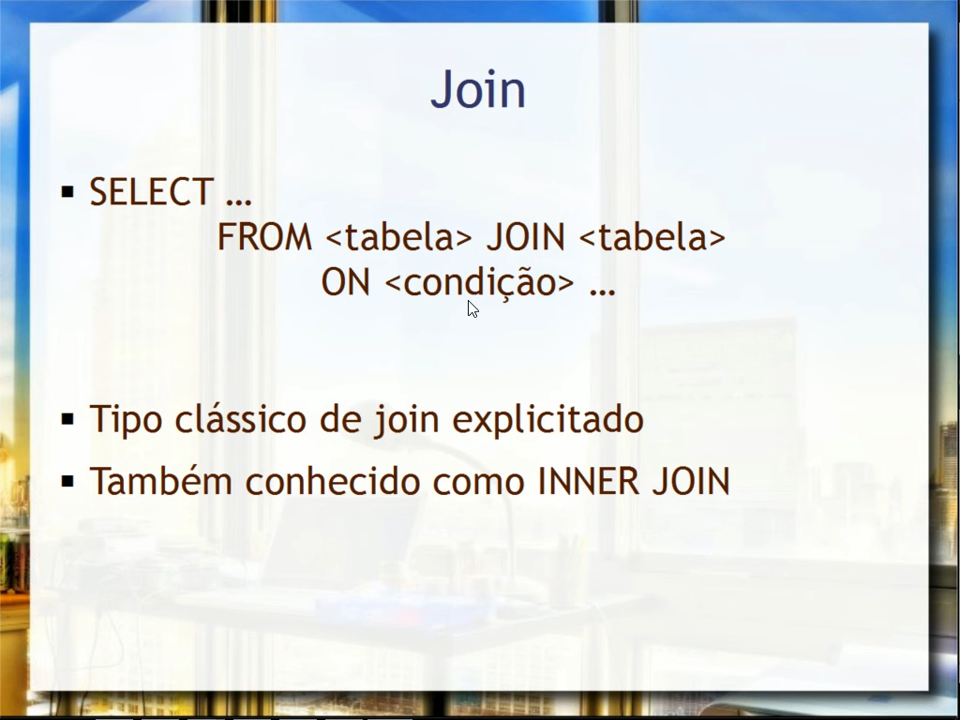 Join
SELECT …
FROM <tabela> JOIN <tabela>
ON <condição> …
Tipo clássico de join explicitado
Também conhecido como INNER JOIN